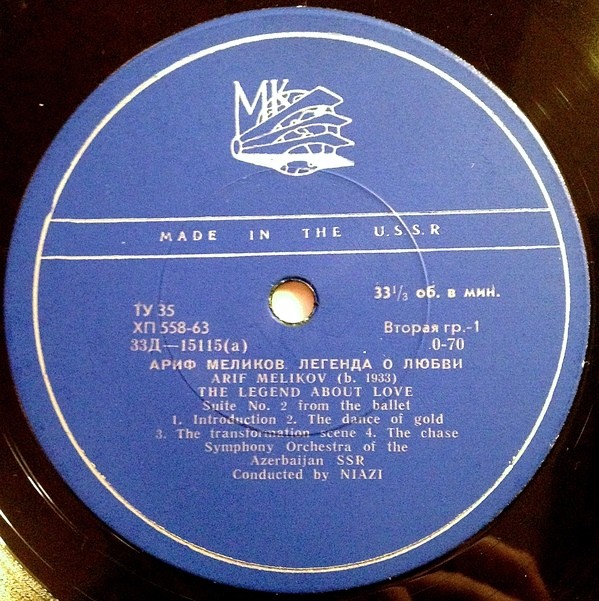 МК
MADE IN THE U.S.S.R
33 1/3 об. в мин.
ТУ 35
ХП 558-63 Вторая гр.-1
33Д—15115(а) 0-70
АРИФ МЕЛИКОВ. ЛЕГЕНДА О ЛЮБВИ
ARIF MELIKOV (b. 1933)
THE LEGEND ABOUT LOVE
Suite No. 2 from the ballet
1. Introduction 2. The dance of gold
3. The transformation scene 4. The chase
Symphony Orchestra of the
Azerbaijan SSR
Conducted by NIAZI